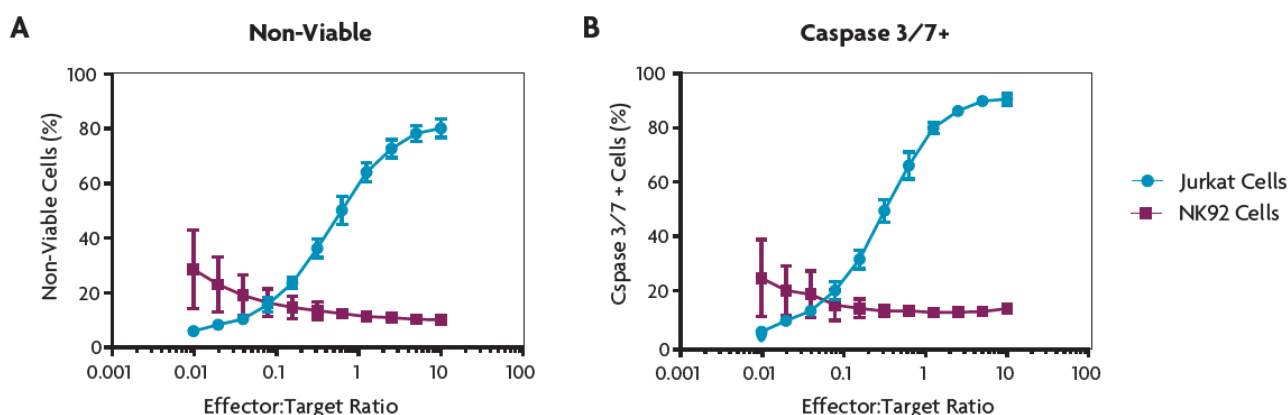 A
Non-Viable
Non-Viable Cells (%)
100
80
60
40
20
0
0.001
0.01
0.1
1
10
100
Effector:Target Ratio
B
Caspase 3/7+
Cspase 3/7 + Cells (%)
100
80
60
40
20
0
0.001
0.01
0.1
1
10
100
Effector:Target Ratio
Jurkat Cells
NK92 Cells